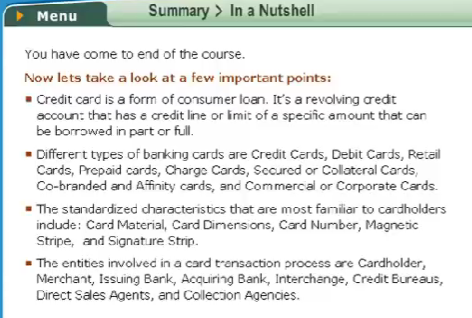 Menu
Summary > In a Nutshell
You have come to end of the course.
Now lets take a look at a few important points:
Credit card is a form of consumer loan. It's a revolving credit
account that has a credit line or limit of a specific amount that can
be borrowed in part or full.
Different types of banking cards are Credit Cards, Debit Cards, Retail
Cards, Prepaid cards, Charge Cards, Secured or Collateral Cards,
Co-branded and Affinity cards, and Commercial or Corporate Cards.
The standardized characteristics that are most familiar to cardholders
include: Card Material, Card Dimensions, Card Number, Magnetic
Stripe, and Signature Strip.
The entities involved in a card transaction process are Cardholder,
Merchant, Issuing Bank, Acquiring Bank, Interchange, Credit Bureaus,
Direct Sales Agents, and Collection Agencies.